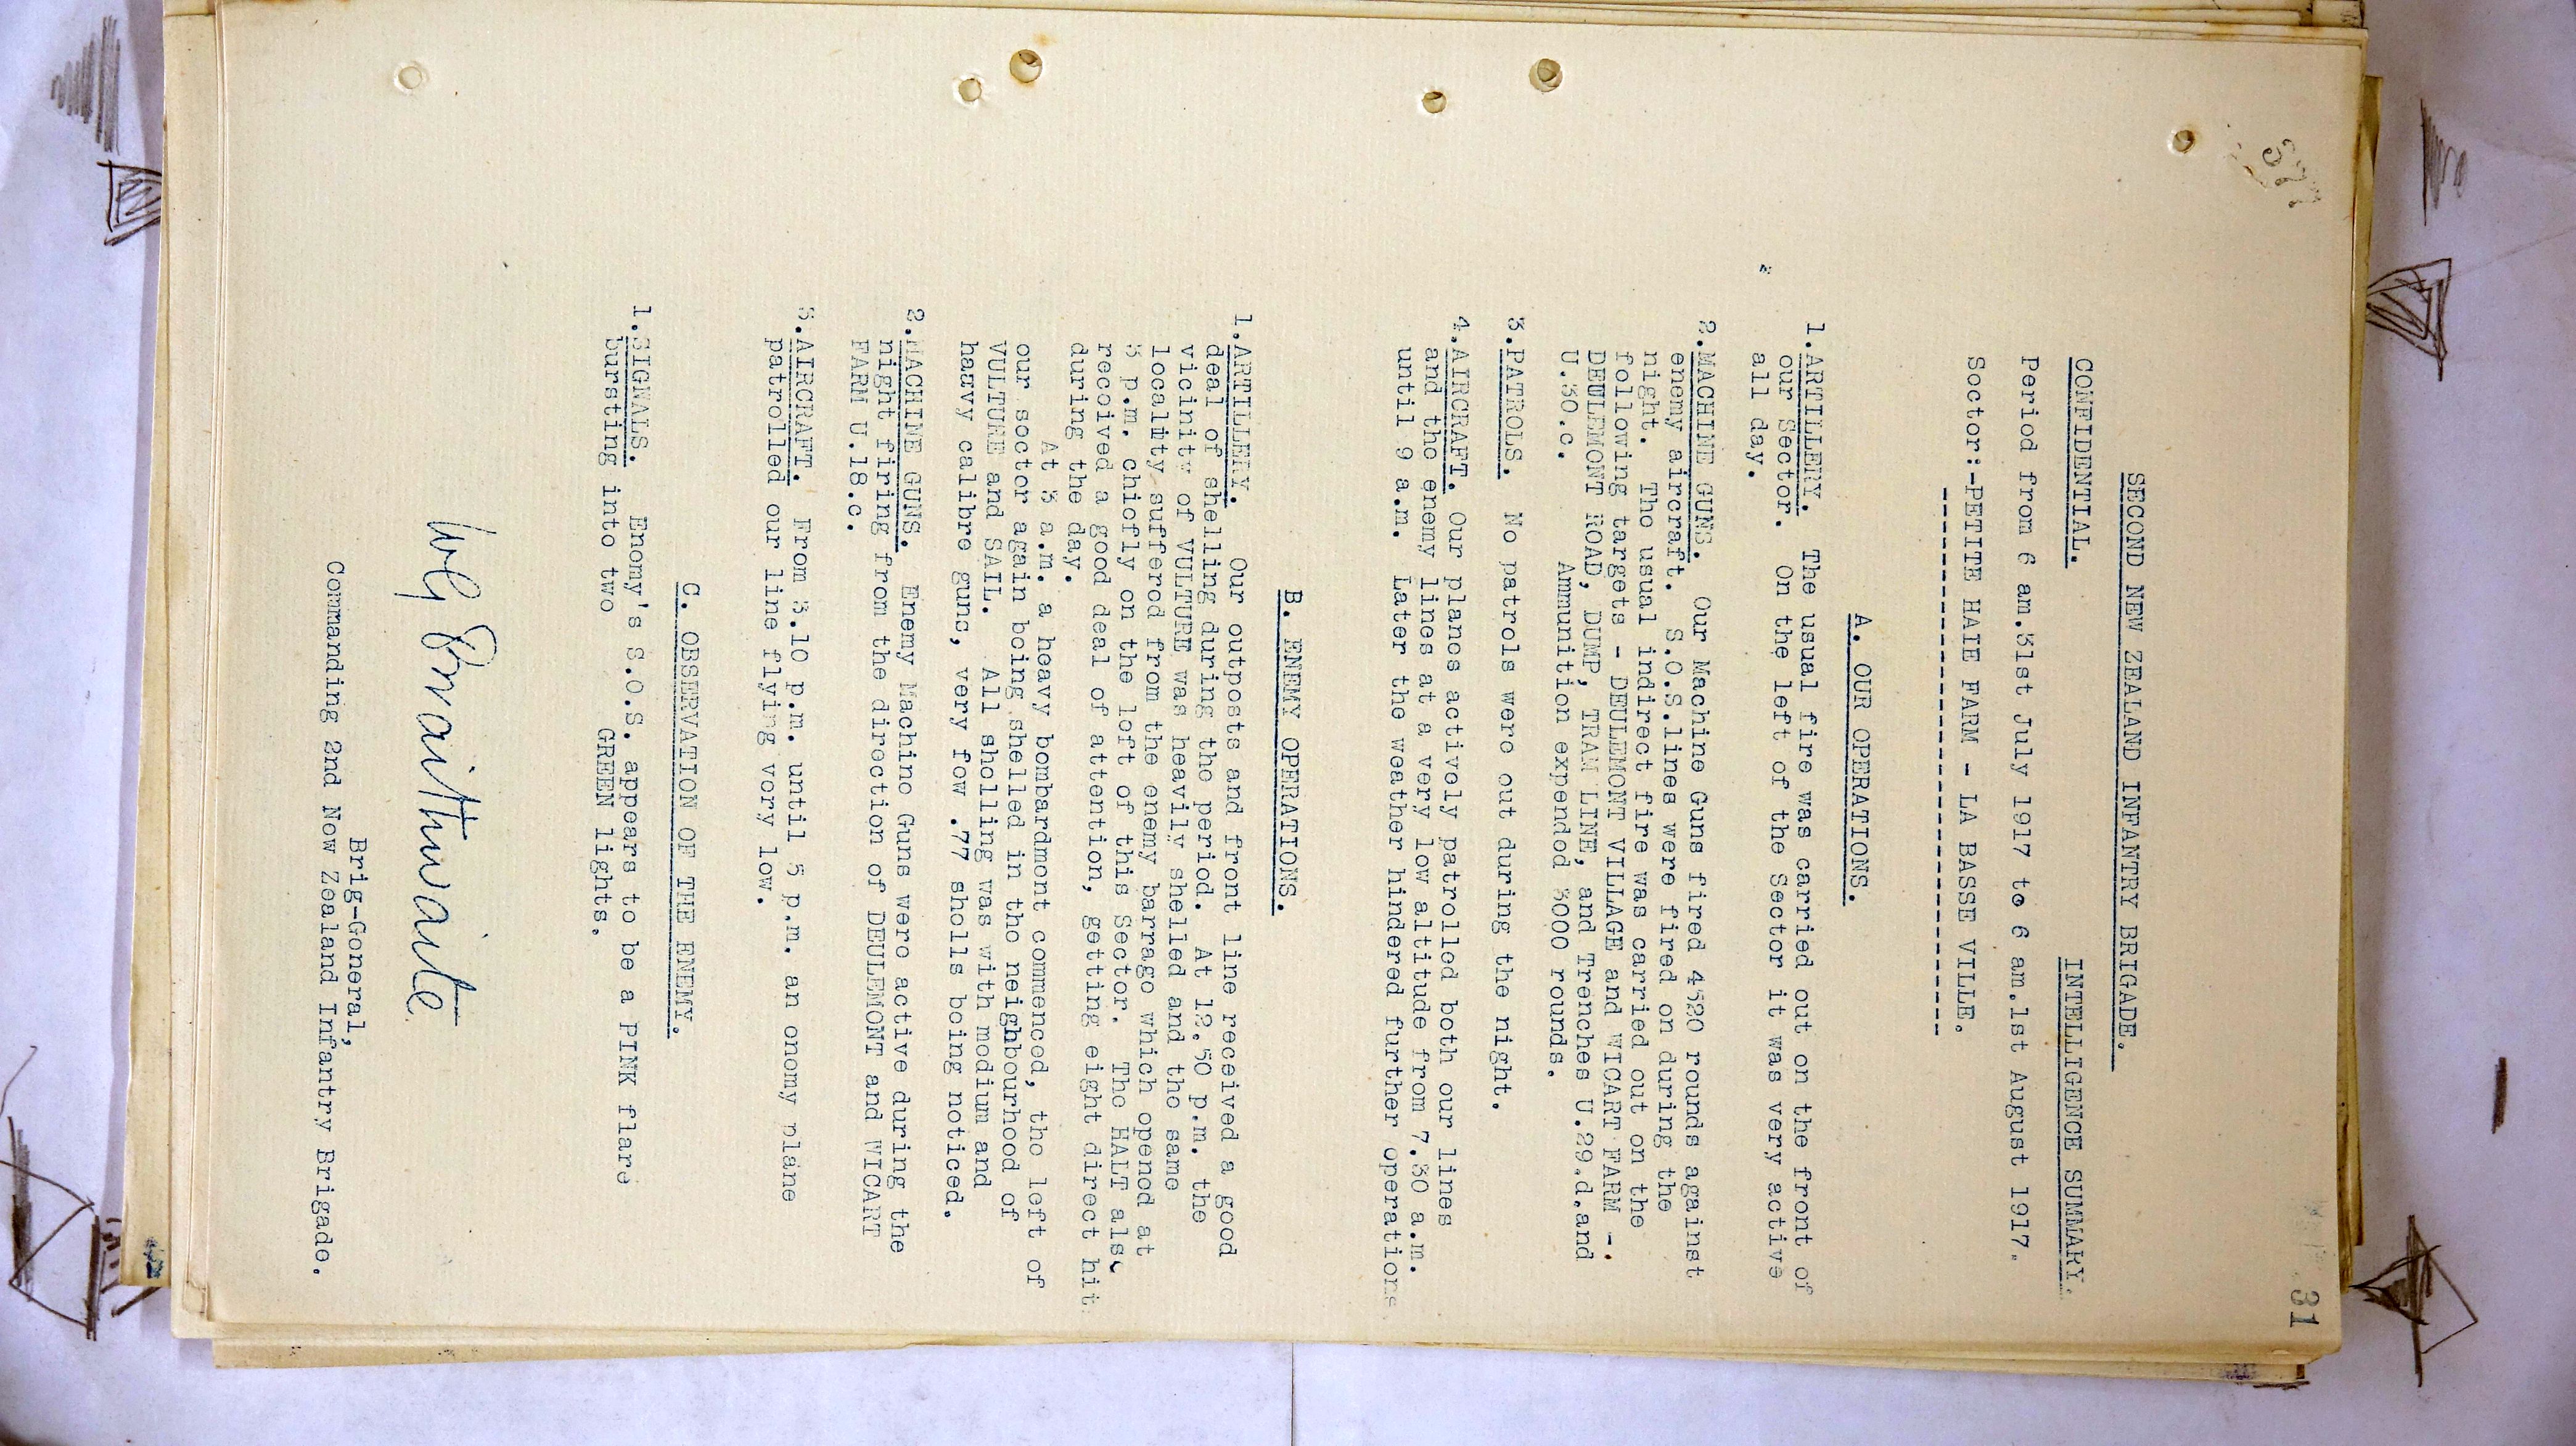 377
31
SECOND NEW ZEALAND INFANTRY BRIGADE.
CONFIDENTIAL. INTELLIGENCE SUMMARY.
Period from 6 am.31st July 1917 to 6 am.1st August 1917.
Sector:-PETITE HAIE FARM - LA BASSE VILLE.
A. OUR OPERATIONS.
1.ARTILLERY. The usual fire was carried out on the front of
our Sector. On the left of the Sector it was very active
all day.
2.MACHINE GUNS. Our Machine Guns fired 4520 rounds against
enemy aircraft. S.O.S.lines were fired on during the
night. The usual indirect fire was carried out on the
following targets - DEULEMONT VILLAGE and WICART FARM -.
DEULEMONT ROAD, DUMP, TRAM LINE, and Trenches U.29.d.and
U.30.c. Ammunition expended 3000 rounds.
3.PATROLS. No patrols were out during the night.
4.AIRCRAFT. Our planes actively patrolled both our lines
and the enemy lines at a very low altitude from 7.30 a.m.
until 9 a.m. Later the weather hindered further operations
B. ENEMY OPERATIONS.
1.ARTILLERY. Our outposts and front line received a good
deal of shelling during the period. At 12.50 p.m. the
vicinity of VULTURE was heavily shelled and the same
locality suffered from the enemy barrage which opened at
3 p.m. chiefly on the left of this Sector. The HALT also
received a good deal of attention, getting eight direct hit
during the day.
At 3 a.m. a heavy bombardment commenced, the left of
our sector again being shelled in the neighbourhood of
VULTURE and SAIL. All shelling was with medium and
heavy calibre guns, very few .77 shells being noticed.
2.MACHINE GUNS. Enemy Machine Guns were active during the
night firing from the direction of DEULEMONT and WICART
FARM U.18.c.
3.AIRCRAFT. From 3.10 p.m. until 5 p.m. an enemy plane
patrolled our line flying very low.
C. OBSERVATION OF THE ENEMY.
1.SIGNALS. Enemy's S.O.S. appears to be a PINK flare
bursting into two GREEN lights.
WG Braithwaite
Brig-General,
Commanding 2nd New Zealand Infantry Brigade.